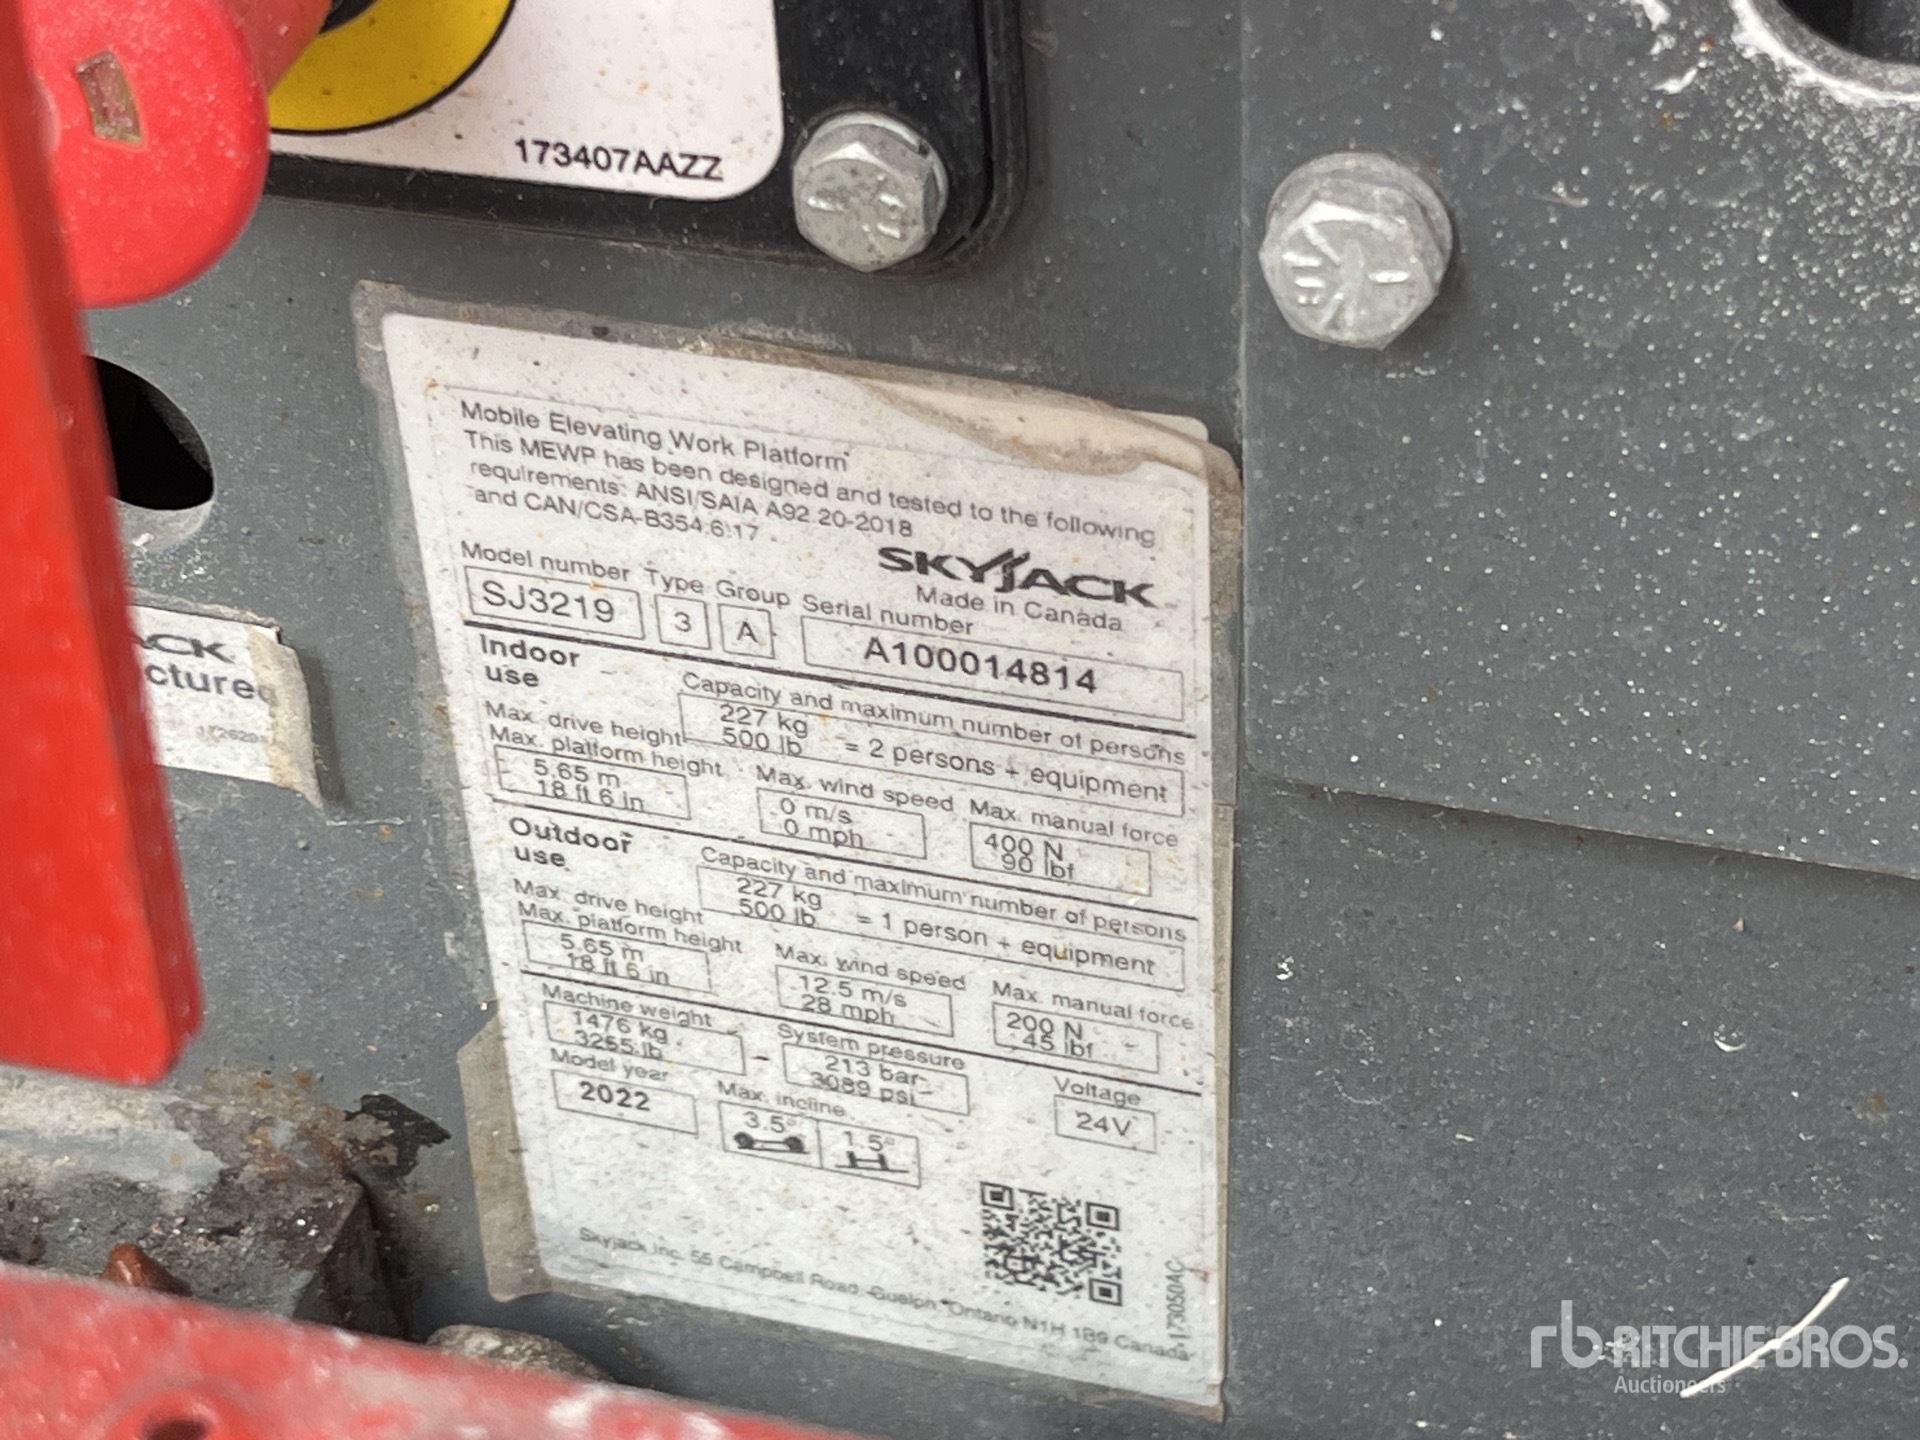 173407AAZZ
Mobile Elevating Work Platform
This MEWP has been designed and tested to the following
requirements: ANSI/SAIA A92.20-2018
and CAN/CSA-B354.6:17
SKYJACK
Made in Canada
Model number Type Group Serial number
SJ3219 3 A A100014814
Indoor
use
Capacity and maximum number of persons
227 kg
500 lb = 2 persons + equipment
Max. drive height
Max. platform height Max. wind speed Max. manual force
5.65 m 0 m/s 400 N
18 ft 6 in 0 mph 90 lbf
Outdoor
use
Capacity and maximum number of persons
227 kg
500 lb = 1 person + equipment
Max. drive height
Max. platform height Max. wind speed Max. manual force
5.65 m 12.5 m/s 200 N
18 ft 6 in 28 mph 45 lbf
Machine weight System pressure Voltage
1476 kg 213 bar 24V
3255 lb 3089 psi
Model year Max. incline
2022 3.5° 1.5°
Skyjack Inc. 55 Campbell Road, Guelph, Ontario N1H 1B9 Canada
173050AC
ACK
cture
rb RITCHIE BROS.
Auctioneers